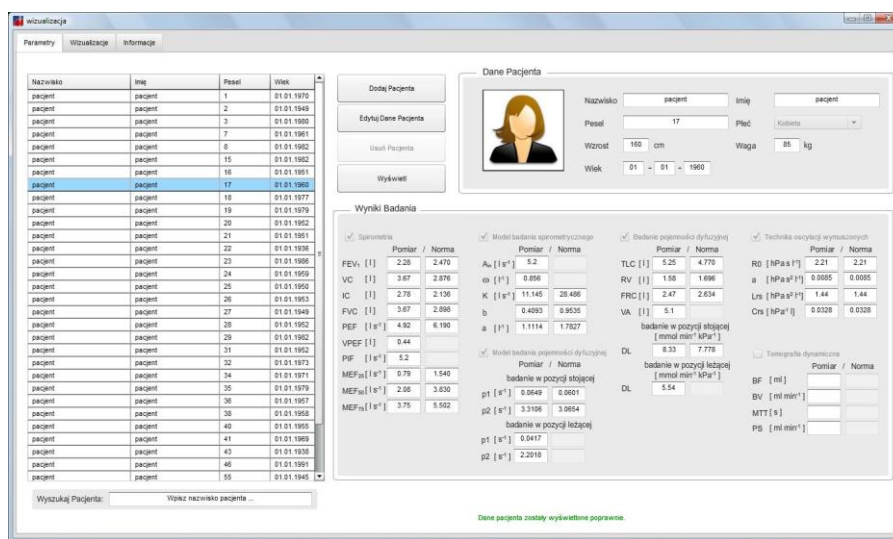 wizualizacja
Parametry Wizualizacje Informacje
Nazwisko Imię Pesel Wiek
pacjent pacjent 1 01.01.1970
pacjent pacjent 2 01.01.1949
pacjent pacjent 3 01.01.1980
pacjent pacjent 7 01.01.1961
pacjent pacjent 8 01.01.1982
pacjent pacjent 15 01.01.1962
pacjent pacjent 16 01.01.1951
pacjent pacjent 17 01.01.1960
pacjent pacjent 18 01.01.1977
pacjent pacjent 19 01.01.1979
pacjent pacjent 20 01.01.1952
pacjent pacjent 21 01.01.1951
pacjent pacjent 22 01.01.1936
pacjent pacjent 23 01.01.1986
pacjent pacjent 24 01.01.1959
pacjent pacjent 25 01.01.1950
pacjent pacjent 26 01.01.1953
pacjent pacjent 27 01.01.1949
pacjent pacjent 28 01.01.1952
pacjent pacjent 29 01.01.1982
pacjent pacjent 31 01.01.1952
pacjent pacjent 32 01.01.1973
pacjent pacjent 34 01.01.1971
pacjent pacjent 35 01.01.1979
pacjent pacjent 36 01.01.1957
pacjent pacjent 38 01.01.1958
pacjent pacjent 40 01.01.1955
pacjent pacjent 41 01.01.1969
pacjent pacjent 43 01.01.1938
pacjent pacjent 46 01.01.1991
pacjent pacjent 55 01.01.1945
Wyszukaj Pacjenta: Wpisz nazwisko pacjenta ...
Dodaj Pacjenta
Edytuj Dane Pacjenta
Usuń Pacjenta
Wyświetl
Dane Pacjenta
Nazwisko pacjent Imię pacjent
Pesel 17 Płeć Kobieta
Wzrost 160 cm Waga 85 kg
Wiek 01 - 01 - 1960
Wyniki Badania
Spirometria
Pomiar / Norma
FEV₁ [ l ] 2.28 2.470
VC [ l ] 3.67 2.876
IC [ l ] 2.78 2.136
FVC [ l ] 3.67 2.898
PEF [ l s⁻¹] 4.92 6.190
VPEF [ l ] 0.44
PIF [ l s⁻¹] 5.2
MEF₂₅[ l s⁻¹] 0.79 1.540
MEF₅₀[ l s⁻¹] 2.08 3.830
MEF₇₅[ l s⁻¹] 3.75 5.502
Model badania spirometrycznego
Pomiar / Norma
[ l s⁻¹] 5.2
ω [ l⁻¹] 0.856
K [ l s⁻¹] 11.145 28.486
b 0.4093 0.9535
a [ l⁻¹] 1.1114 1.7827
Model badania pojemności dyfuzyjnej
Pomiar / Norma
badanie w pozycji stojącej
p1 [ s⁻¹] 0.0649 0.0601
p2 [ s⁻¹] 3.3106 3.0654
badanie w pozycji leżącej
p1 [ s⁻¹] 0.0417
p2 [ s⁻¹] 2.2018
Badanie pojemności dyfuzyjnej
Pomiar / Norma
TLC [ l ] 5.25 4.778
RV [ l ] 1.58 1.696
FRC [ l ] 2.47 2.634
VA [ l ] 5.1
badanie w pozycji stojącej
[ mmol min⁻¹ kPa⁻¹]
DL 8.33 7.778
badanie w pozycji leżącej
[ mmol min⁻¹ kPa⁻¹]
DL 5.54
Technika oscylacji wymuszonych
Pomiar / Norma
R0 [ hPa s l⁻¹] 2.21 2.21
a [ hPa s² l⁻¹] 0.0085 0.0085
Lrs [ hPa s² l⁻¹] 1.44 1.44
Crs [ hPa⁻¹ l] 0.0328 0.0328
Tomografia dynamiczna
Pomiar / Norma
BF [ ml ]
BV [ ml min⁻¹ ]
MTT [ s ]
PS [ ml min⁻¹ ]
Dane pacjenta zostały wyświetlone poprawnie.